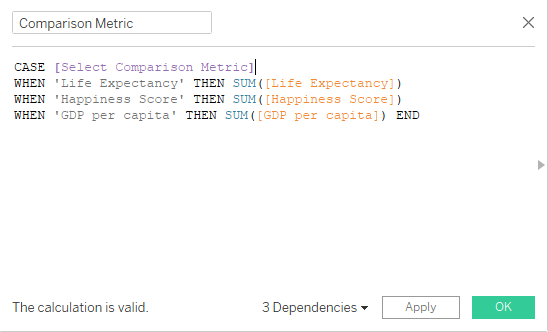 Comparison Metric
CASE [Select Comparison Metric]
WHEN 'Life Expectancy' THEN SUM([Life Expectancy])
WHEN 'Happiness Score' THEN SUM([Happiness Score])
WHEN 'GDP per capita' THEN SUM([GDP per capita]) END
The calculation is valid. 3 Dependencies Apply OK